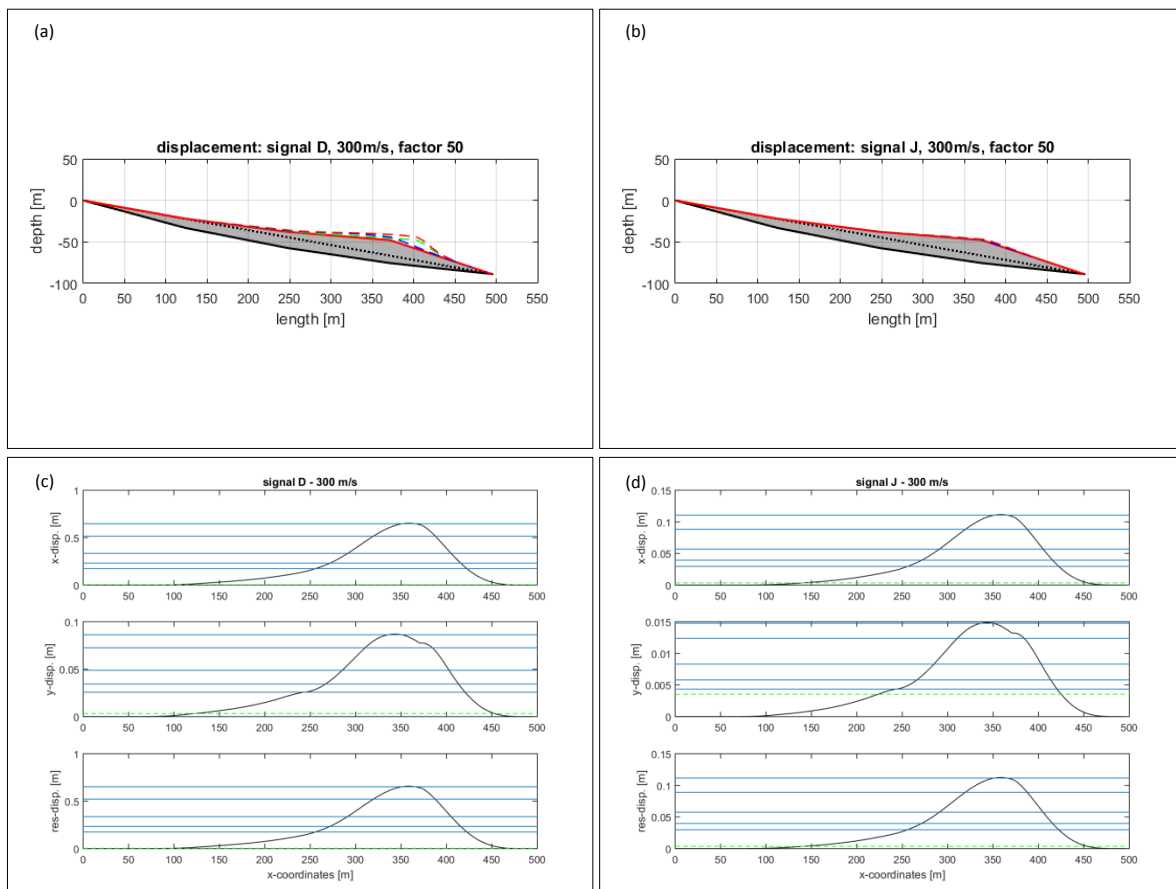 (a)
displacement: signal D, 300m/s, factor 50
50
0
-50
-100
depth [m]
0 50 100 150 200 250 300 350 400 450 500 550
length [m]
(b)
displacement: signal J, 300m/s, factor 50
50
0
-50
-100
depth [m]
0 50 100 150 200 250 300 350 400 450 500 550
length [m]
(c)
signal D - 300 m/s
1
0.5
0
x-disp. [m]
0 50 100 150 200 250 300 350 400 450 500
0.1
0.05
0
y-disp. [m]
0 50 100 150 200 250 300 350 400 450 500
1
0.5
0
res-disp. [m]
0 50 100 150 200 250 300 350 400 450 500
x-coordinates [m]
(d)
signal J - 300 m/s
0.15
0.1
0.05
0
x-disp. [m]
0 50 100 150 200 250 300 350 400 450 500
0.015
0.01
0.005
0
y-disp. [m]
0 50 100 150 200 250 300 350 400 450 500
0.15
0.1
0.05
0
res-disp. [m]
0 50 100 150 200 250 300 350 400 450 500
x-coordinates [m]